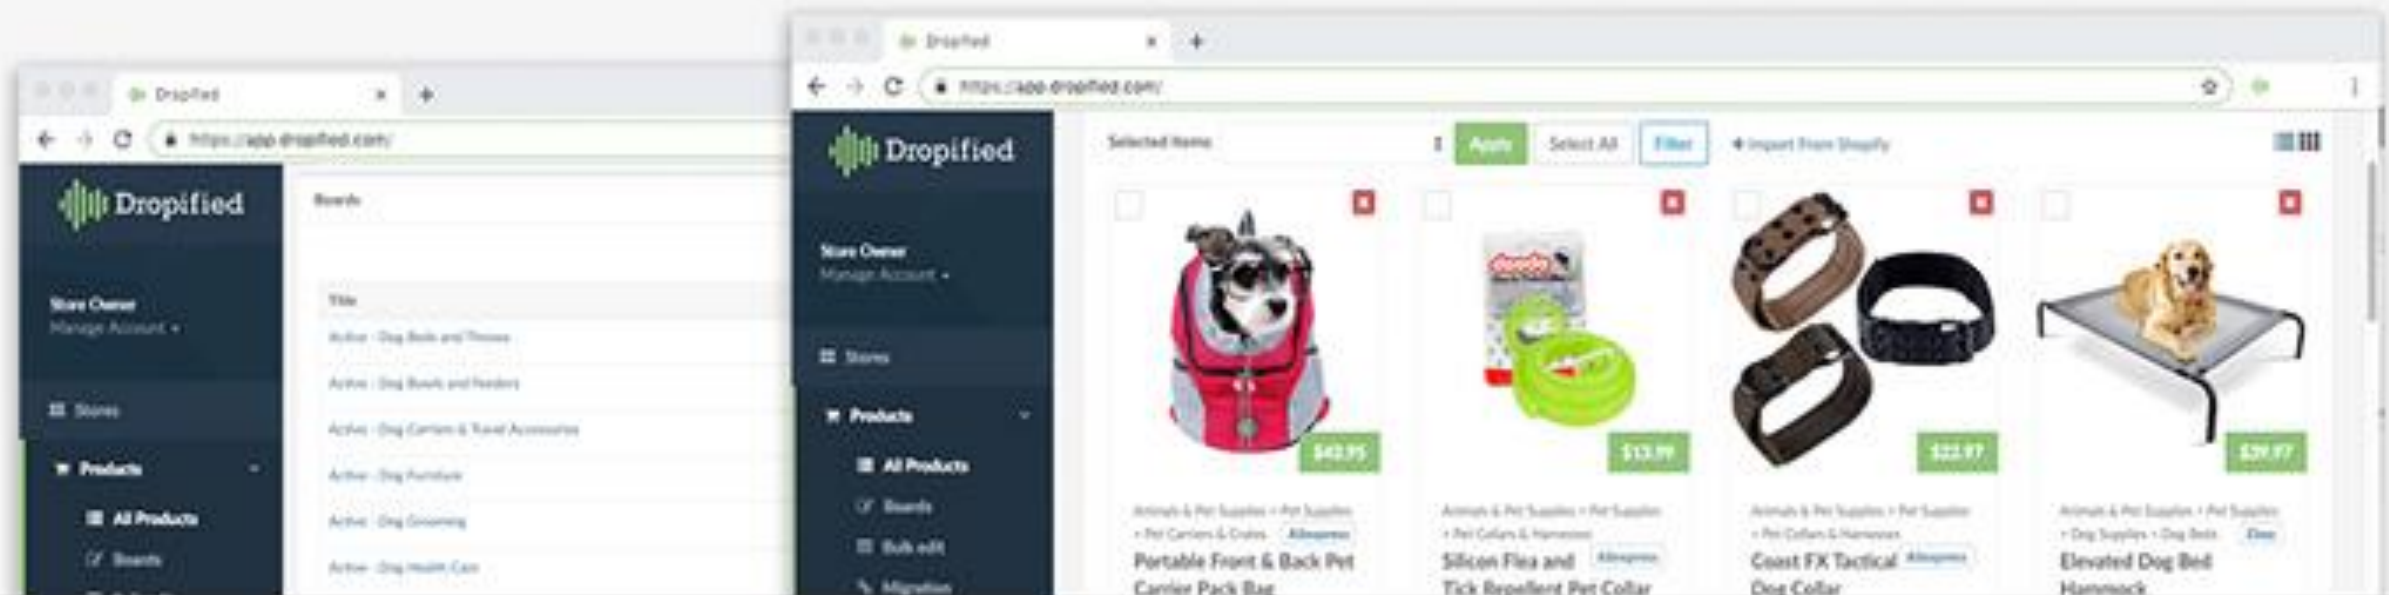 Dropified
https://app.dropified.com/
Dropified
Boards
Store Owner
Manage Account
Title
Active - Dog Beds and Throws
Active - Dog Bowls and Feeders
Stores
Active - Dog Carriers & Travel Accessories
Products
Active - Dog Furniture
All Products
Active - Dog Grooming
Boards
Active - Dog Health Care
Dropified
https://app.dropified.com/
Dropified
Selected Items
Apply
Select All
Filter
+ Import From Shopify
Store Owner
Manage Account
Stores
Products
All Products
Boards
Bulk edit
Migration
$13.99
$22.97
$39.97
Animals & Pet Supplies > Pet Supplies
> Pet Carriers & Crates Aliexpress
Portable Front & Back Pet
Carrier Pack Bag
Animals & Pet Supplies > Pet Supplies
> Pet Collars & Harnesses
Silicon Flea and Aliexpress
Tick Repellent Pet Collar
Animals & Pet Supplies > Pet Supplies
> Pet Collars & Harnesses
Coast FX Tactical Aliexpress
Dog Collar
Animals & Pet Supplies > Pet Supplies
> Dog Supplies > Dog Beds Ebay
Elevated Dog Bed
Hammock